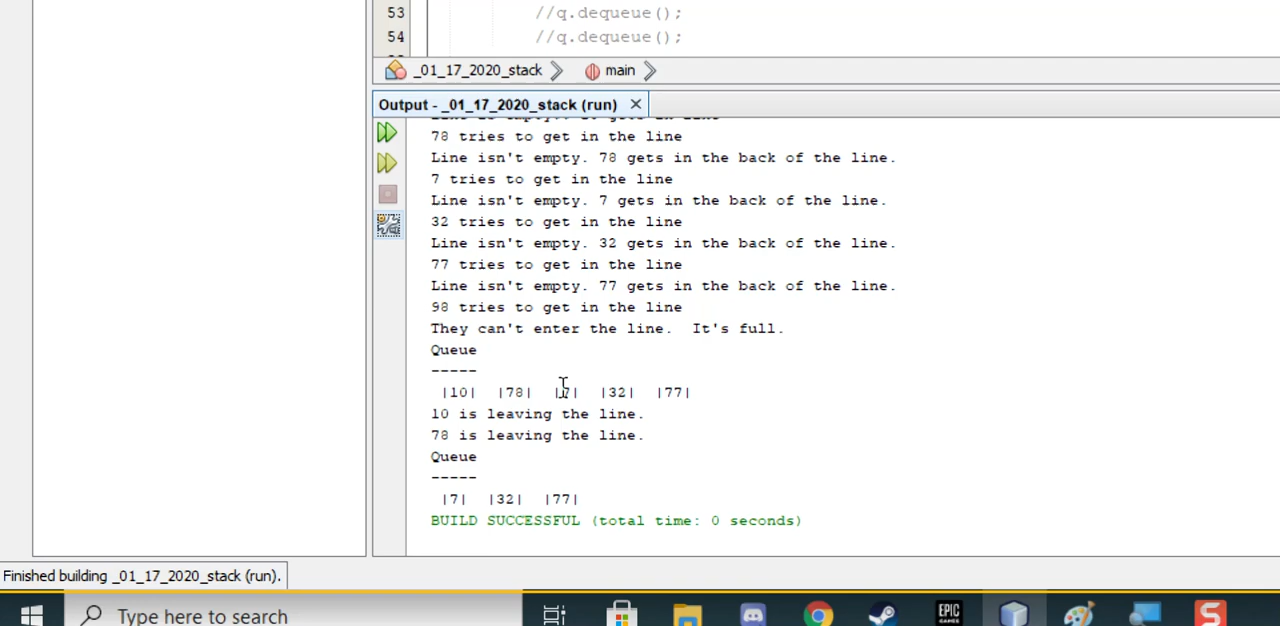 53 //q.dequeue();
54 //q.dequeue();
_01_17_2020_stack main
Output - _01_17_2020_stack (run) ×
78 tries to get in the line
Line isn't empty. 78 gets in the back of the line.
7 tries to get in the line
Line isn't empty. 7 gets in the back of the line.
32 tries to get in the line
Line isn't empty. 32 gets in the back of the line.
77 tries to get in the line
Line isn't empty. 77 gets in the back of the line.
98 tries to get in the line
They can't enter the line.  It's full.
Queue
-----
|10|  |78|  |7|  |32|  |77|
10 is leaving the line.
78 is leaving the line.
Queue
-----
|7|  |32|  |77|
BUILD SUCCESSFUL (total time: 0 seconds)
Finished building _01_17_2020_stack (run).
Type here to search
EPIC GAMES